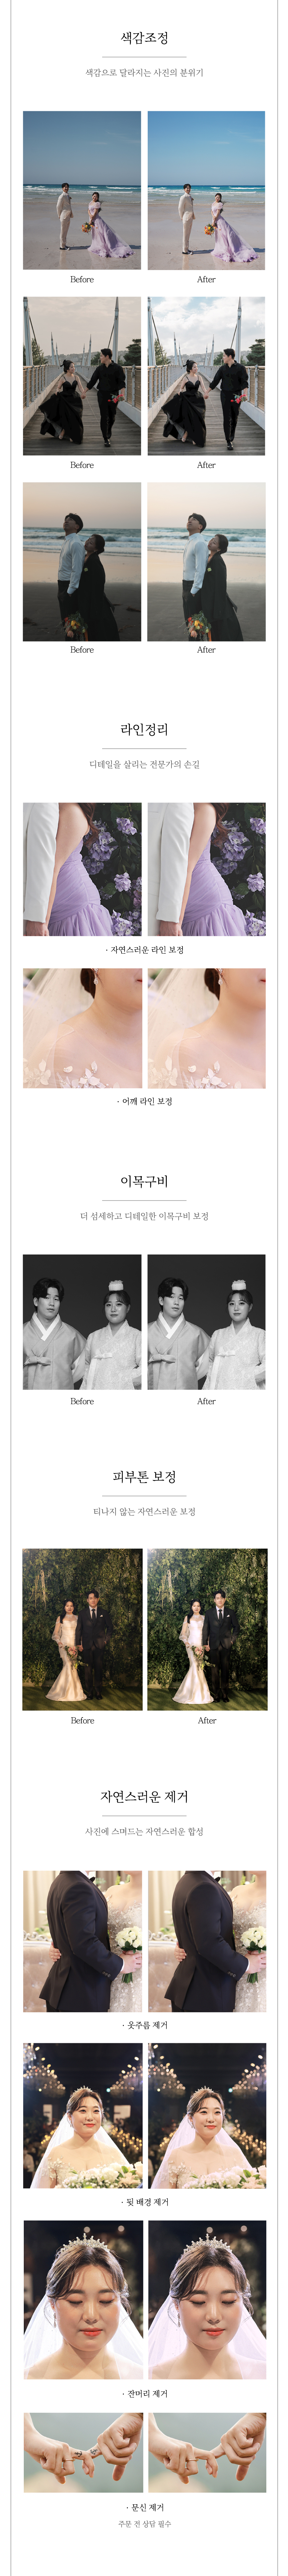 색감조정
색감으로 달라지는 사진의 분위기
Before
After
Before
After
Before
After
라인정리
디테일을 살리는 전문가의 손길
· 자연스러운 라인 보정
· 어깨 라인 보정
이목구비
더 섬세하고 디테일한 이목구비 보정
Before
After
피부톤 보정
티나지 않는 자연스러운 보정
Before
After
자연스러운 제거
사진에 스며드는 자연스러운 합성
· 옷주름 제거
· 뒷 배경 제거
· 잔머리 제거
· 문신 제거
주문 전 상담 필수